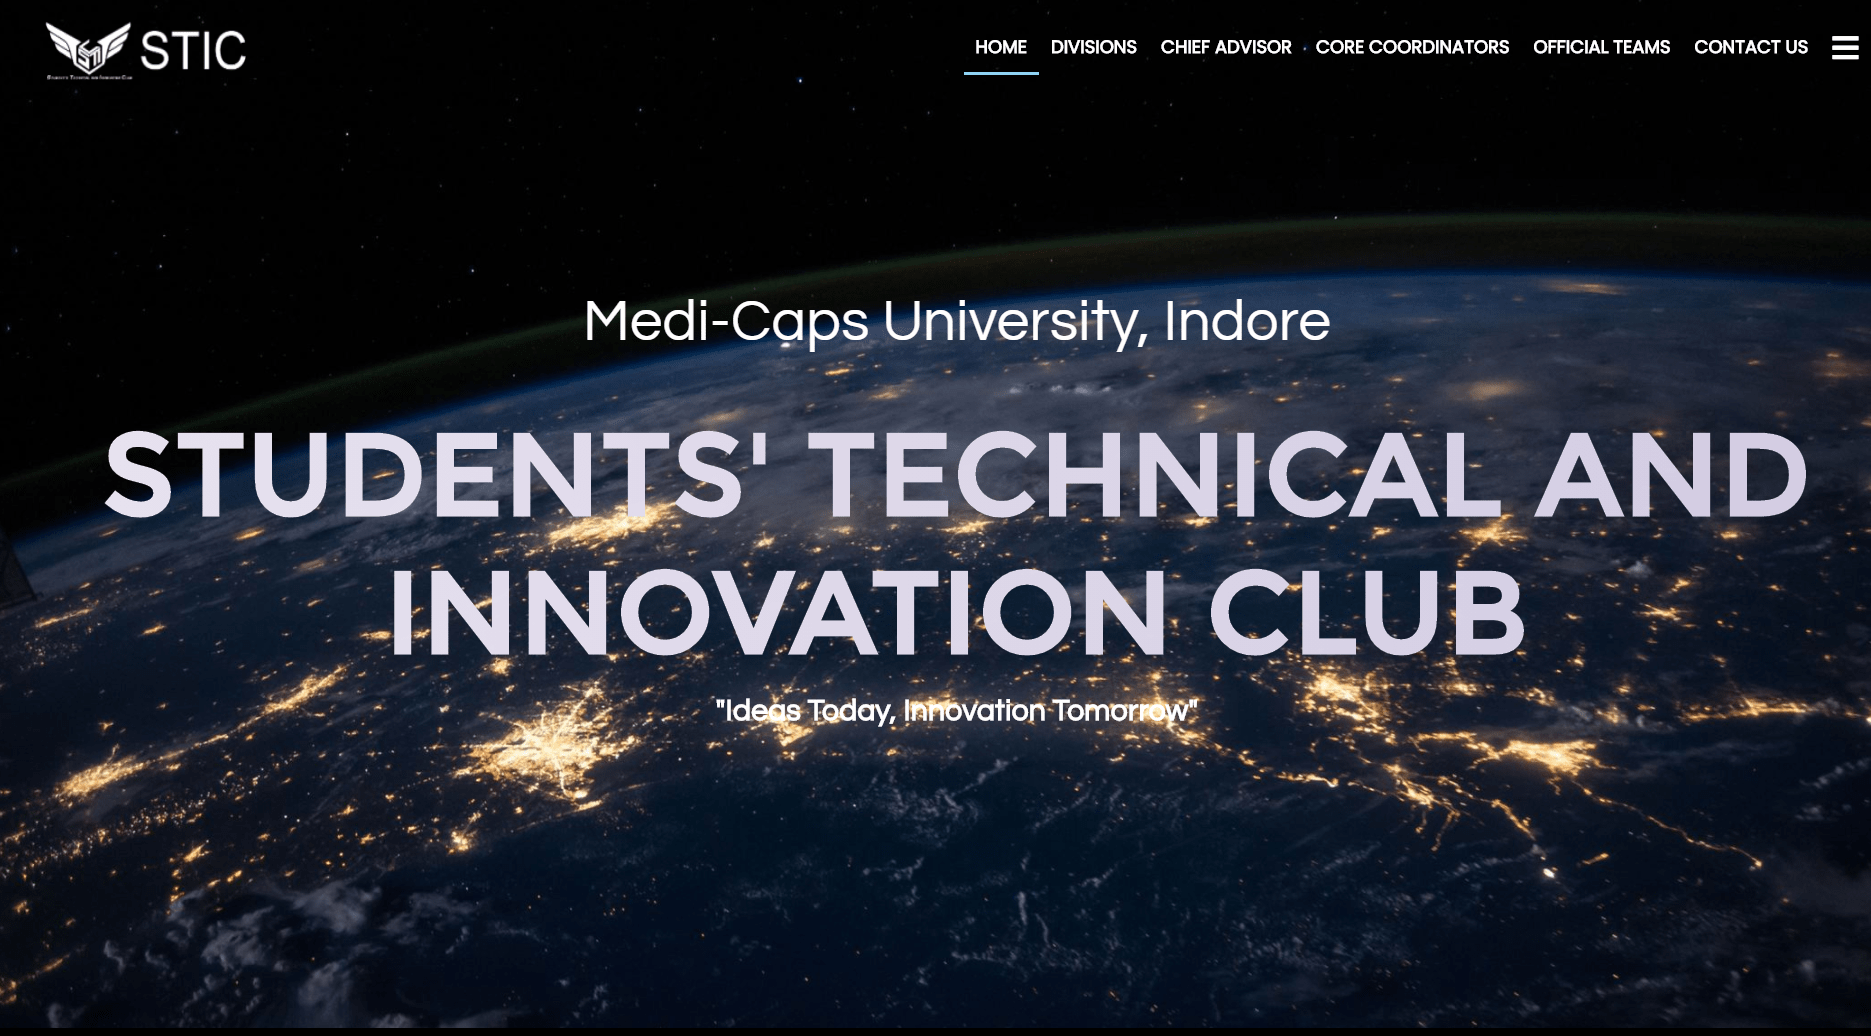 STIC
HOME DIVISIONS CHIEF ADVISOR CORE COORDINATORS OFFICIAL TEAMS CONTACT US
Medi-Caps University, Indore
STUDENTS' TECHNICAL AND
INNOVATION CLUB
"Ideas Today, Innovation Tomorrow"